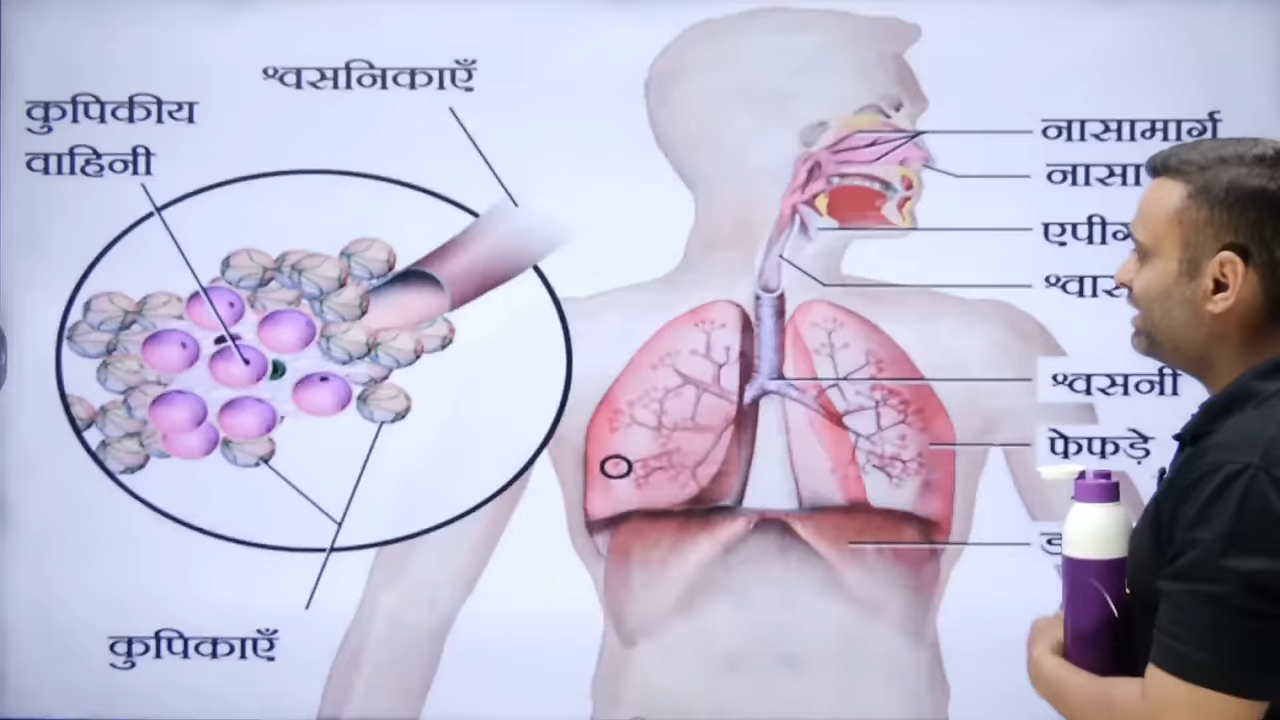 श्वसनिकाएँ
कुपिकीय
वाहिनी
कुपिकाएँ
नासामार्ग
नासा
श्वसनी
फेफड़े